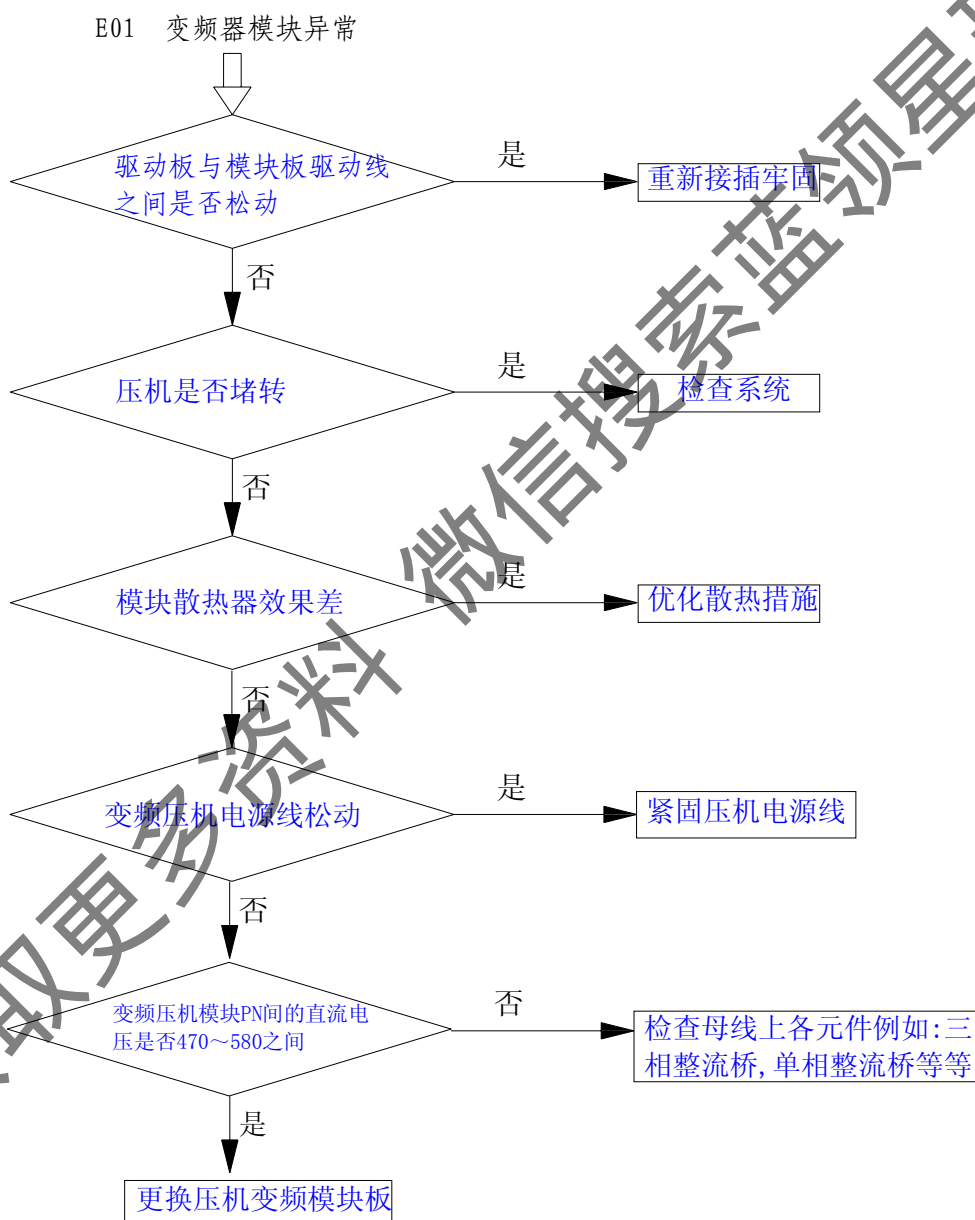 E01 变频器模块异常
驱动板与模块板驱动线
之间是否松动
是
重新接插牢固
否
压机是否堵转
是
检查系统
否
模块散热器效果差
是
优化散热措施
否
变频压机电源线松动
是
紧固压机电源线
否
变频压机模块PN间的直流电
压是否470～580之间
否
检查母线上各元件例如:三
相整流桥,单相整流桥等等
是
更换压机变频模块板
取更多资料 微信搜索蓝领星球